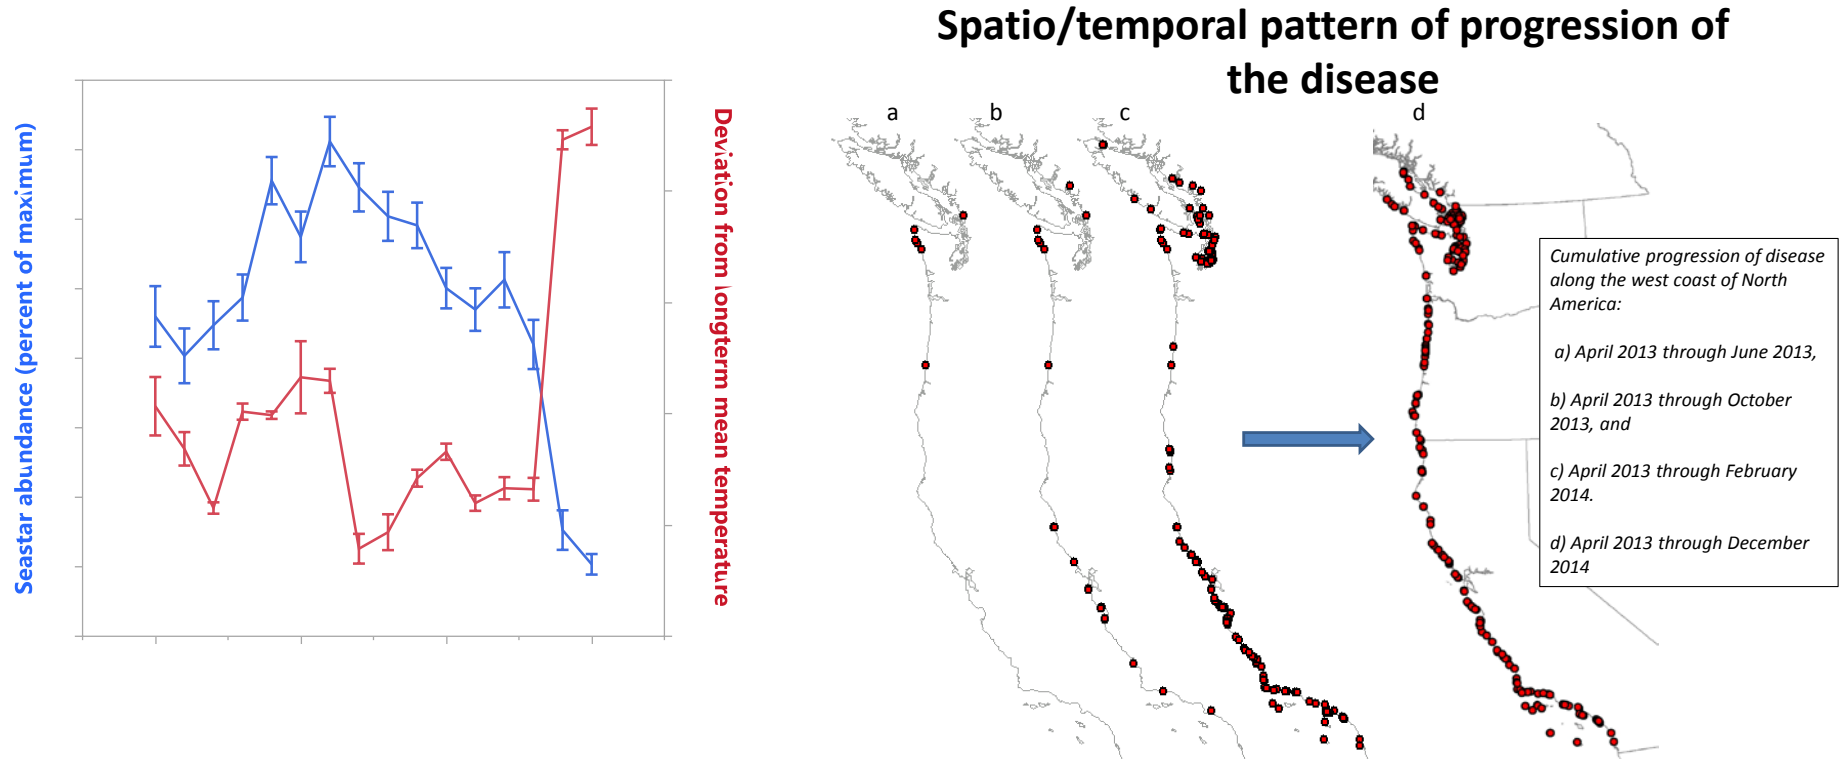 Spatio/temporal pattern of progression of
the disease
Seastar abundance (percent of maximum)
Deviation from longterm mean temperature
a
b
c
d
Cumulative progression of disease
along the west coast of North
America:
a) April 2013 through June 2013,
b) April 2013 through October
2013, and
c) April 2013 through February
2014.
d) April 2013 through December
2014